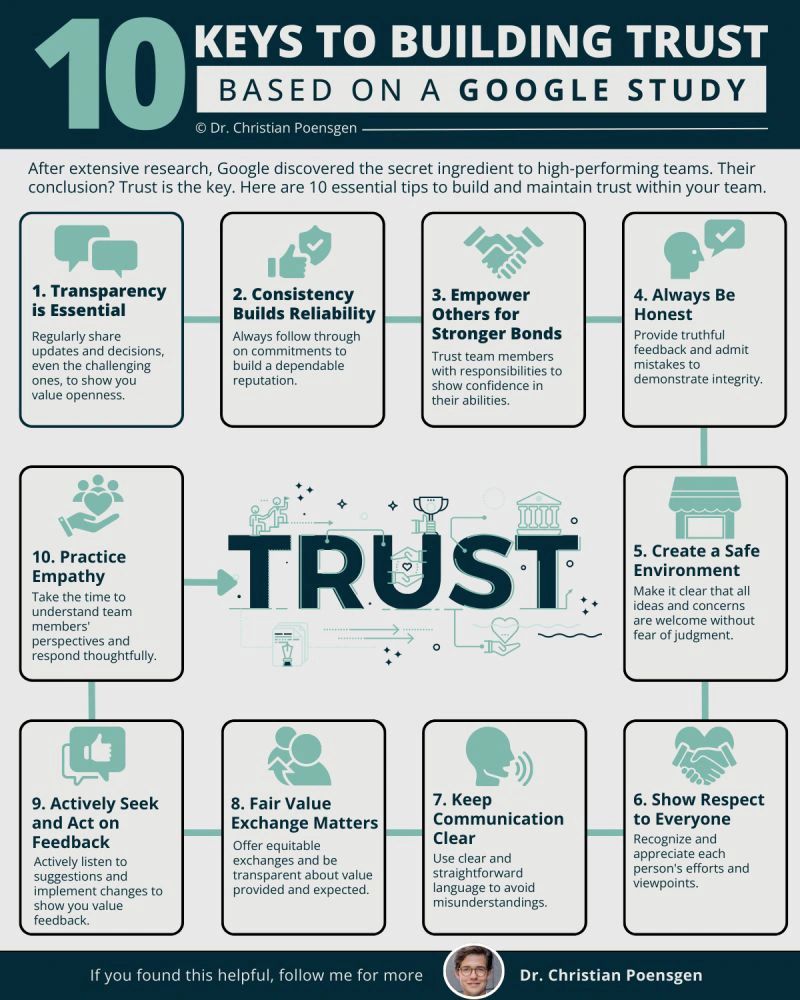 10
KEYS TO BUILDING TRUST
BASED ON A GOOGLE STUDY
© Dr. Christian Poensgen
After extensive research, Google discovered the secret ingredient to high-performing teams. Their
conclusion? Trust is the key. Here are 10 essential tips to build and maintain trust within your team.
1. Transparency
is Essential
Regularly share
updates and decisions,
even the challenging
ones, to show you
value openness.
2. Consistency
Builds Reliability
Always follow through
on commitments to
build a dependable
reputation.
3. Empower
Others for
Stronger Bonds
Trust team members
with responsibilities to
show confidence in
their abilities.
4. Always Be
Honest
Provide truthful
feedback and admit
mistakes to
demonstrate integrity.
5. Create a Safe
Environment
Make it clear that all
ideas and concerns
are welcome without
fear of judgment.
6. Show Respect
to Everyone
Recognize and
appreciate each
person's efforts and
viewpoints.
7. Keep
Communication
Clear
Use clear and
straightforward
language to avoid
misunderstandings.
8. Fair Value
Exchange Matters
Offer equitable
exchanges and be
transparent about value
provided and expected.
9. Actively Seek
and Act on
Feedback
Actively listen to
suggestions and
implement changes to
show you value
feedback.
10. Practice
Empathy
Take the time to
understand team
members'
perspectives and
respond thoughtfully.
TRUST
If you found this helpful, follow me for more
Dr. Christian Poensgen